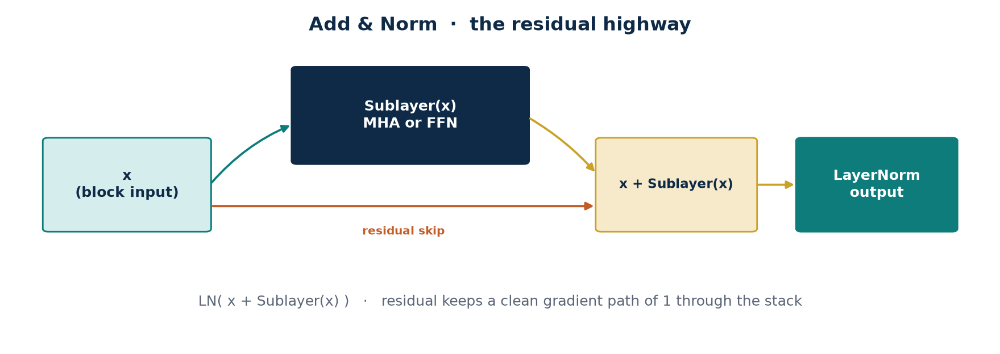 Add & Norm · the residual highway
Sublayer(x)
MHA or FFN
x
(block input)
x + Sublayer(x)
LayerNorm
output
residual skip
LN( x + Sublayer(x) ) · residual keeps a clean gradient path of 1 through the stack